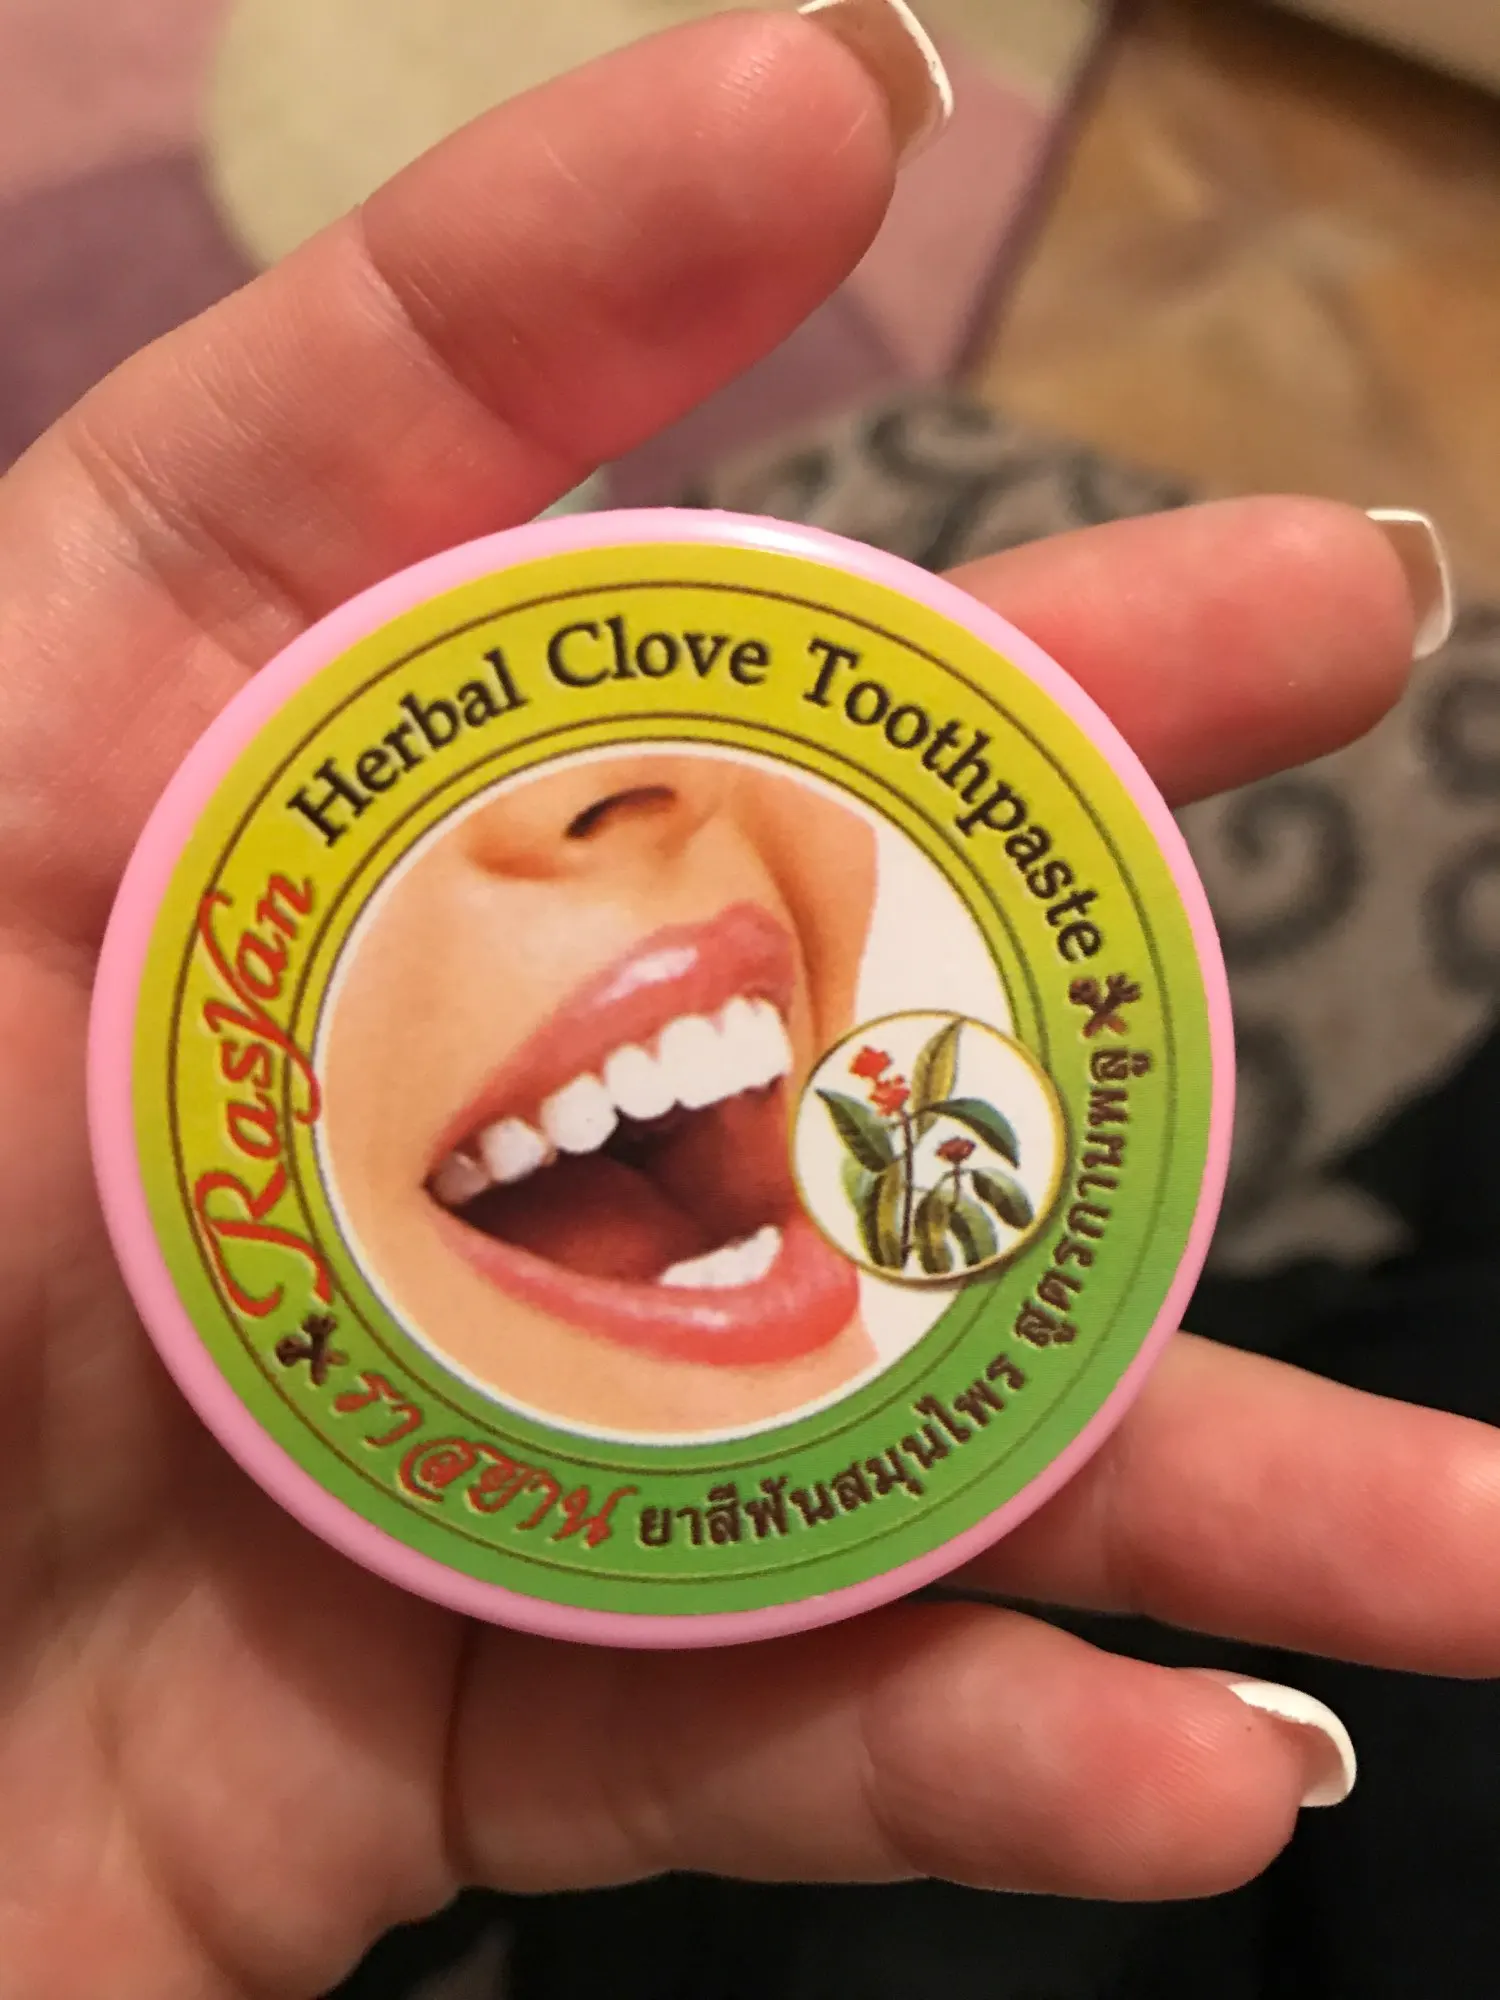 RasYan Herbal Clove Toothpaste
ราสยาน ยาสีฟันสมุนไพร สูตรกานพลู